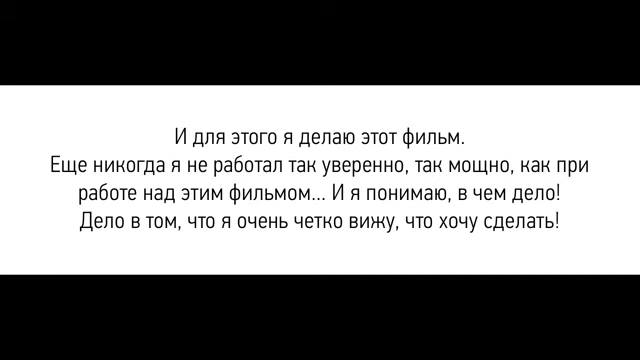 И для этого я делаю этот фильм.
Еще никогда я не работал так уверенно, так мощно, как при
работе над этим фильмом... И я понимаю, в чем дело!
Дело в том, что я очень четко вижу, что хочу сделать!